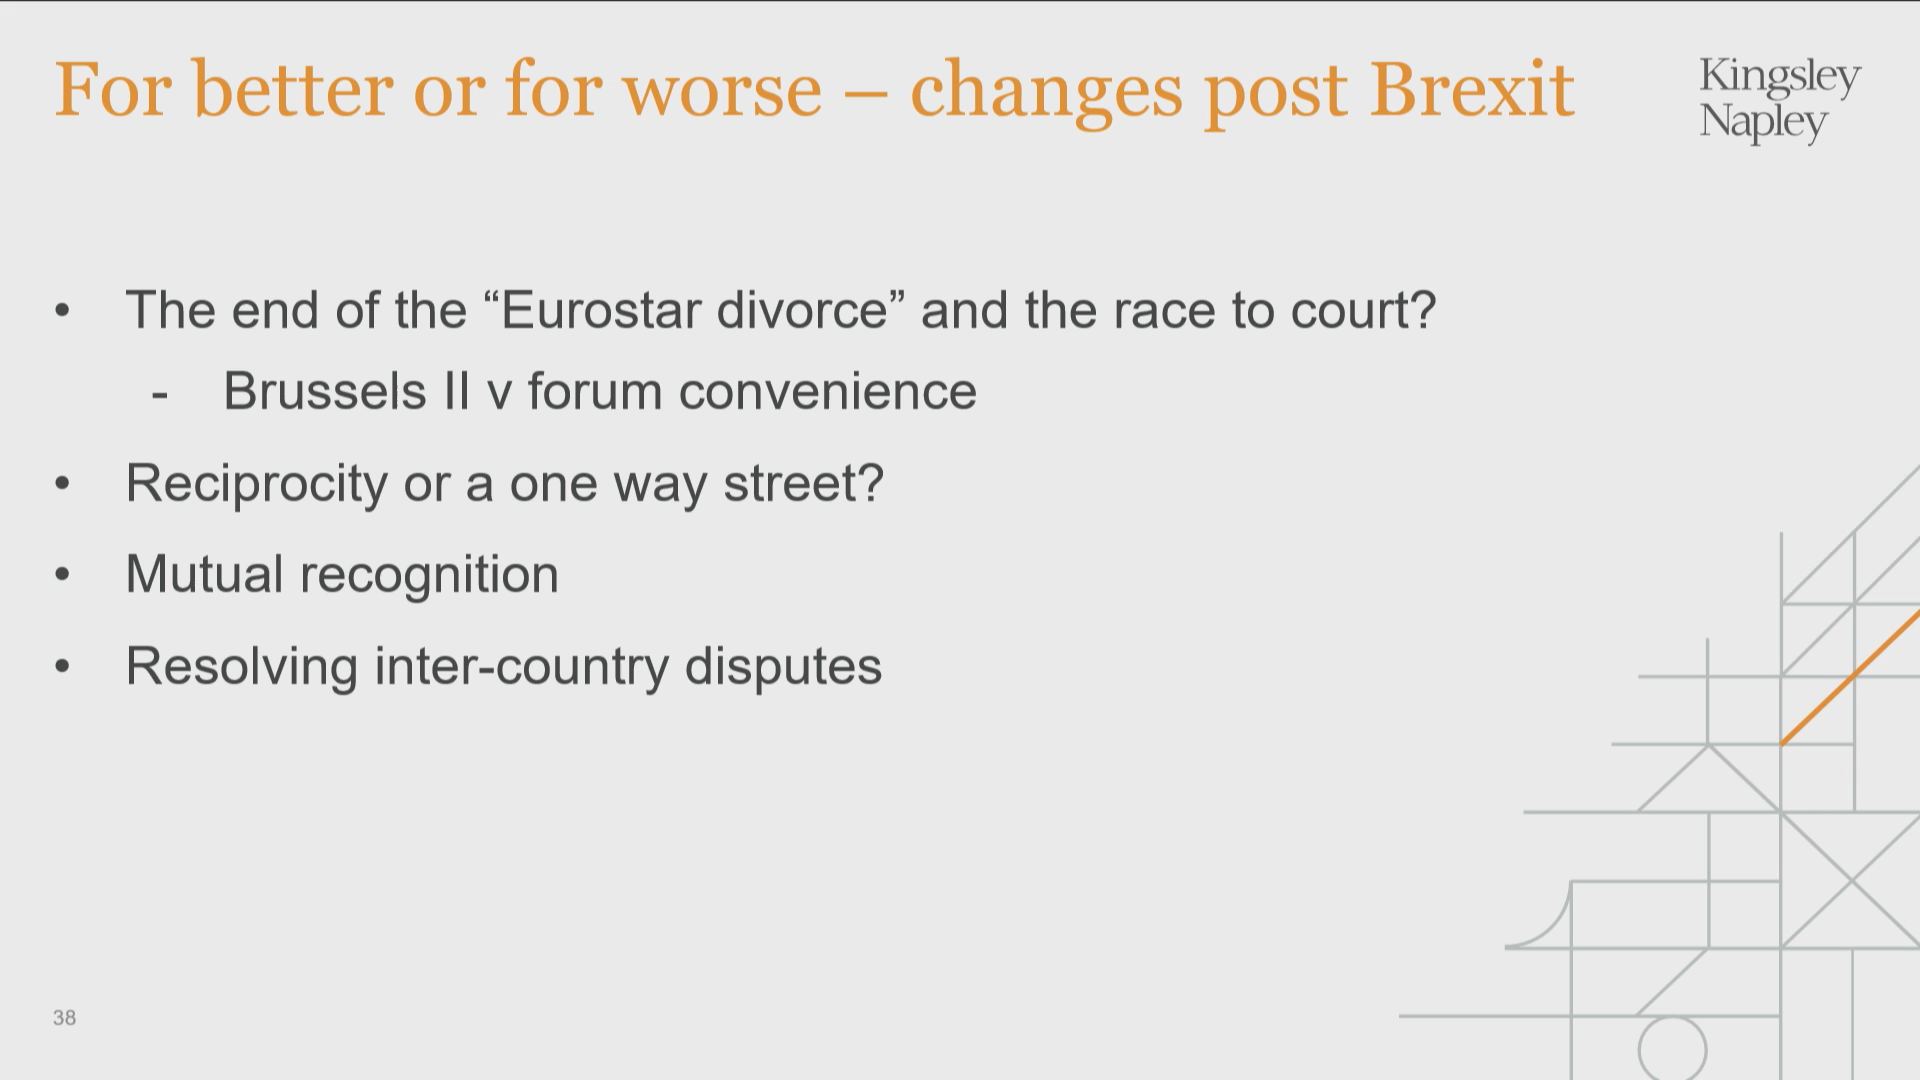 For better or for worse – changes post Brexit
Kingsley
Napley
• The end of the “Eurostar divorce” and the race to court?
- Brussels II v forum convenience
• Reciprocity or a one way street?
• Mutual recognition
• Resolving inter-country disputes
38